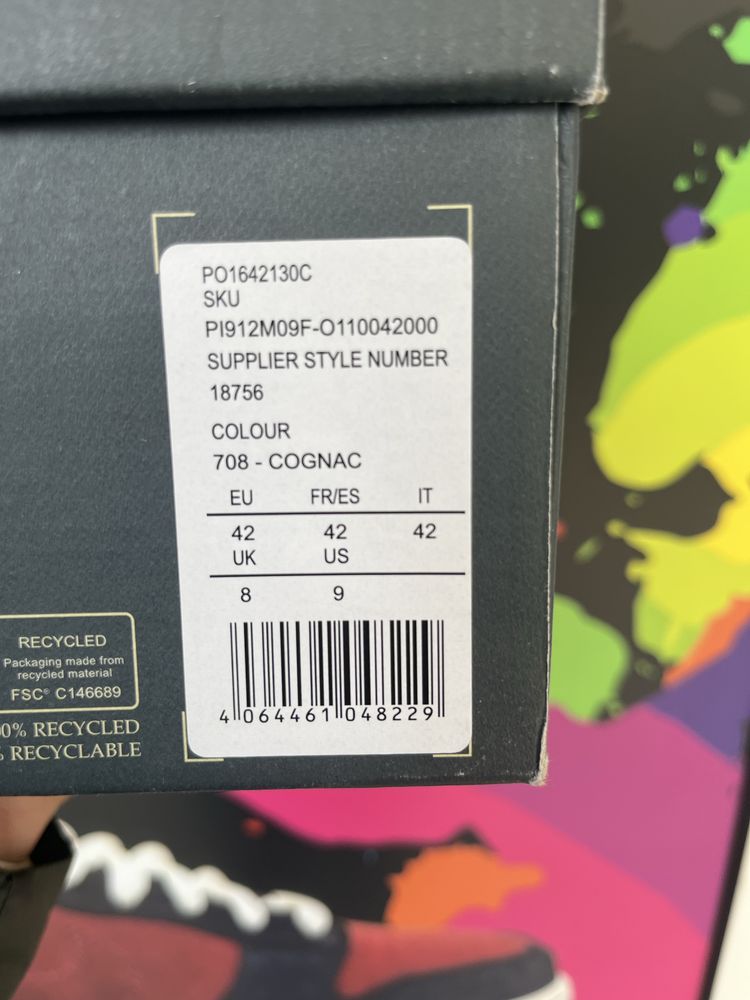 PO1642130C
SKU
PI912M09F-O110042000
SUPPLIER STYLE NUMBER
18756
COLOUR
708 - COGNAC
EU FR/ES IT
42 42 42
UK US
8 9
4 064461 048229
RECYCLED
Packaging made from
recycled material
FSC® C146689
0% RECYCLED
% RECYCLABLE